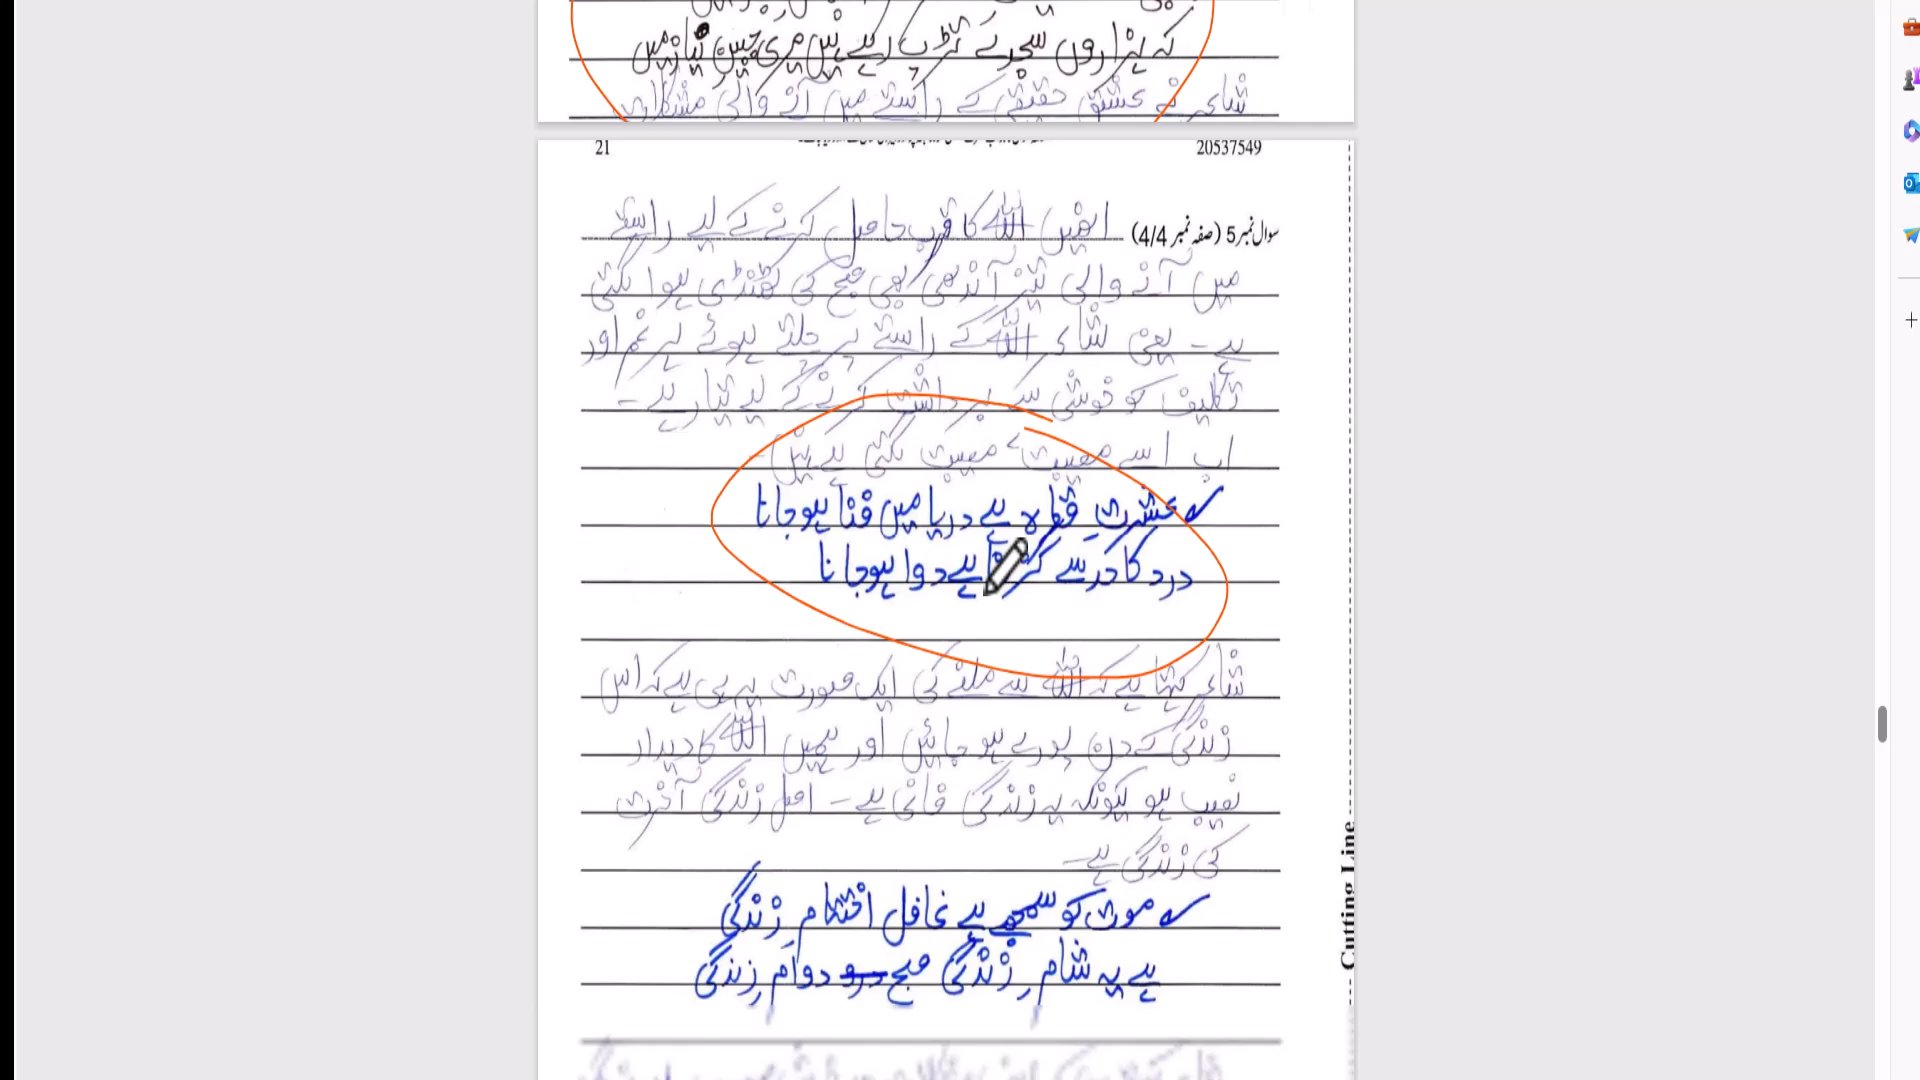 کہ ہزاروں سجدے تڑپ رہے ہیں مری جبین نیاز میں
شاعر نے عشق حقیقی کے راستے میں آنے والی مشکلات
21
20537549
سوال نمبر 5 (صفحہ نمبر 4/4) انھیں اللہ کا قرب حاصل کرنے کے لیے راستے
میں آنے والی تیز آندھی بھی صبح کی ٹھنڈی ہوا لگتی
ہے۔ یعنی شاعر اللہ کے راستے پر چلتے ہوئے ہر غم اور
تکلیف کو خوشی سے برداشت کرنے کے لیے تیار ہے۔
اب اسے مصیبت، مصیبت لگتی ہے نہیں۔
عشرتِ قطرہ ہے دریا میں فنا ہو جانا
درد کا حد سے گزرنا ہے دوا ہو جانا
شاعر کہتا ہے کہ اللہ سے ملنے کی ایک صورت یہ بھی ہے کہ اس
زندگی کے دن پورے ہو جائیں اور ہمیں اللہ کا دیدار
نصیب ہو کیونکہ یہ زندگی فانی ہے۔ اصل زندگی آخرت
کی زندگی ہے۔
موت کو سمجھے ہے غافل اختتامِ زندگی
ہے یہ شامِ زندگی صبح دوامِ زندگی
Cutting Line